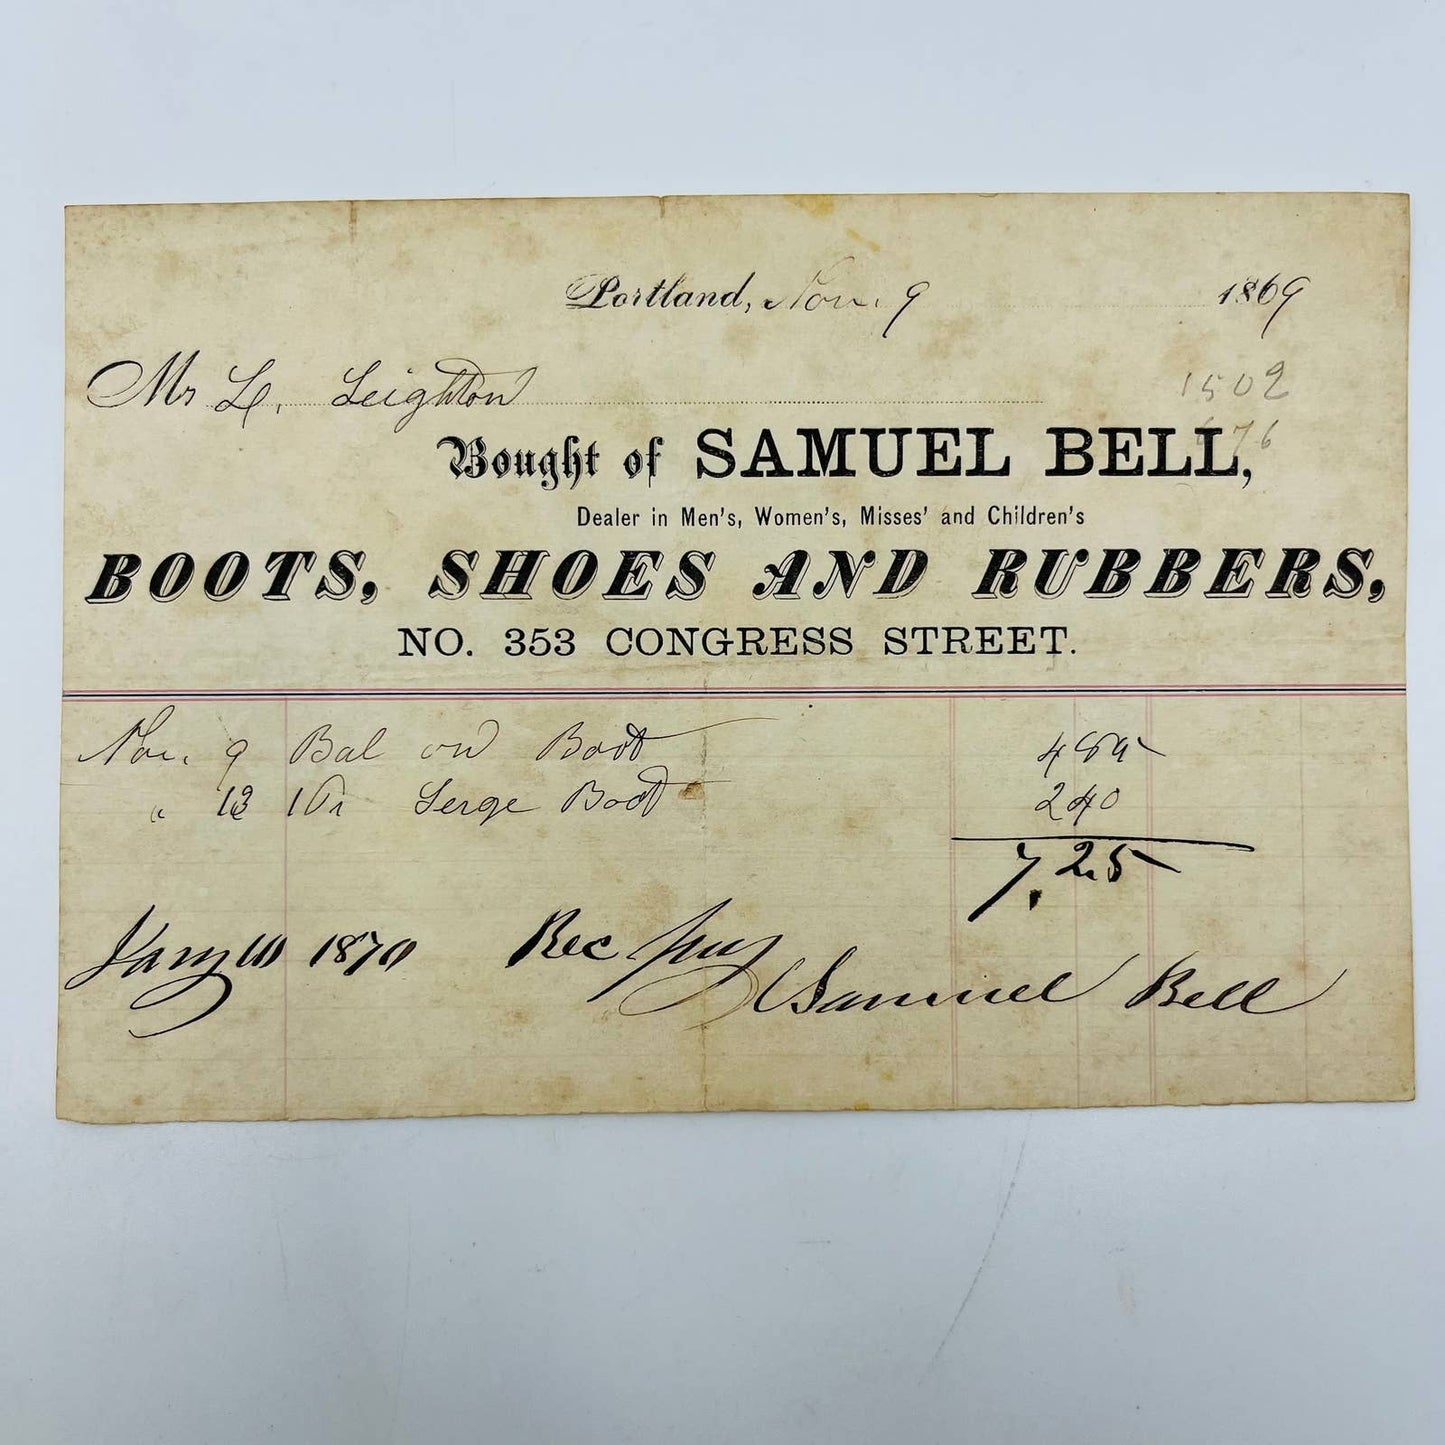 Portland, Nov. 9 1869
Mr L. Leighton
1502
676
Bought of SAMUEL BELL,
Dealer in Men's, Women's, Misses' and Children's
BOOTS, SHOES AND RUBBERS,
NO. 353 CONGRESS STREET.
Nov. 9 Bal on Boot 485
" 13 1 Pr Serge Boot 240
7.25
Jany 10 1870 Rec pay
Samuel Bell